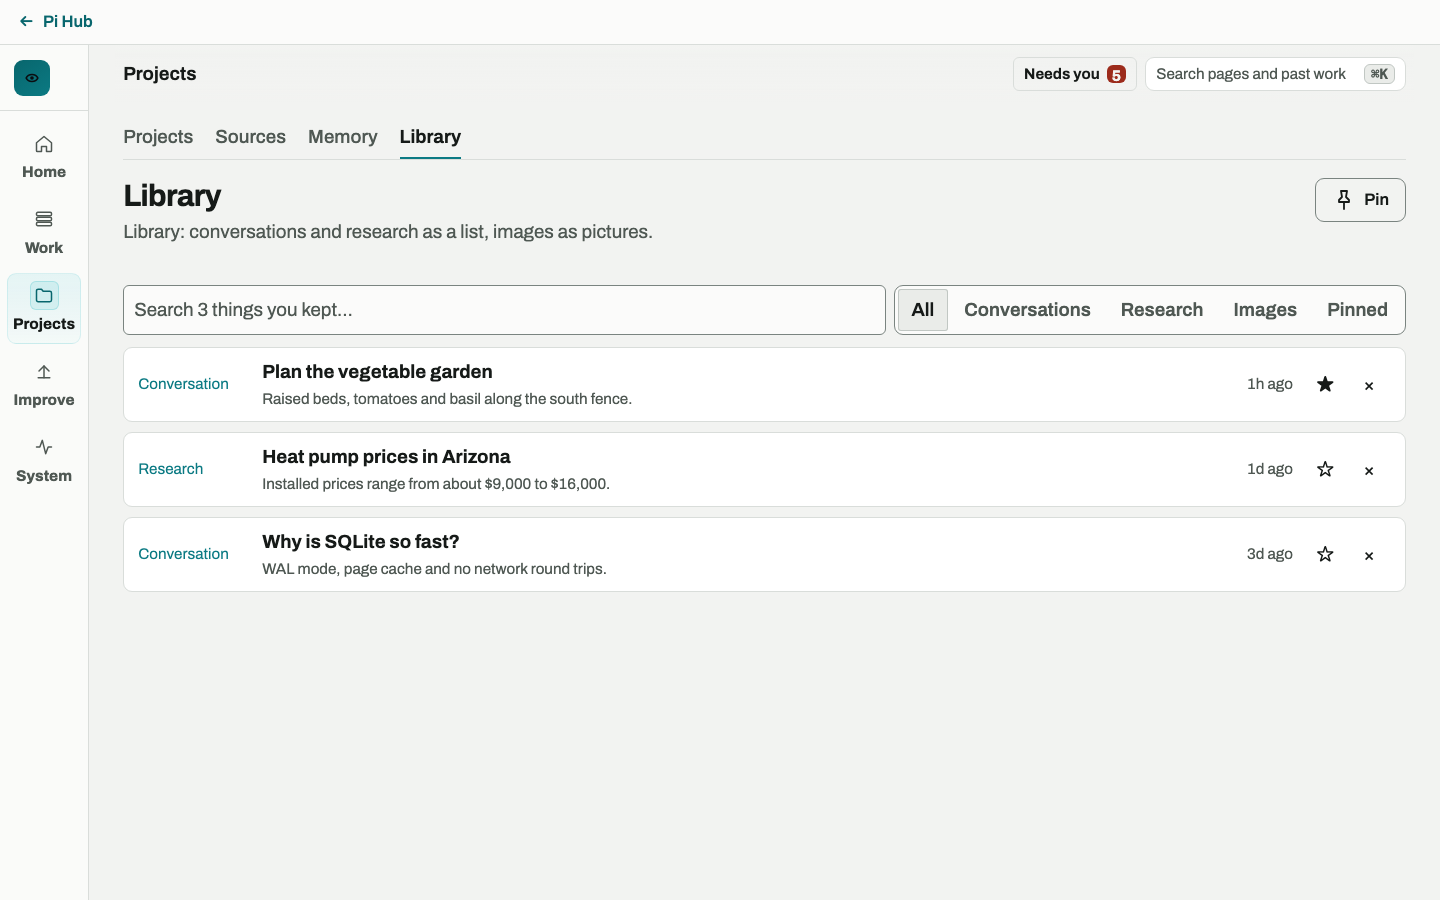 ← Pi Hub
Projects
Needs you 5
Search pages and past work ⌘K
Home
Work
Projects
Improve
System
Projects Sources Memory Library
Library
Pin
Library: conversations and research as a list, images as pictures.
Search 3 things you kept...
All Conversations Research Images Pinned
Conversation
Plan the vegetable garden
Raised beds, tomatoes and basil along the south fence.
1h ago ★ ×
Research
Heat pump prices in Arizona
Installed prices range from about $9,000 to $16,000.
1d ago ☆ ×
Conversation
Why is SQLite so fast?
WAL mode, page cache and no network round trips.
3d ago ☆ ×